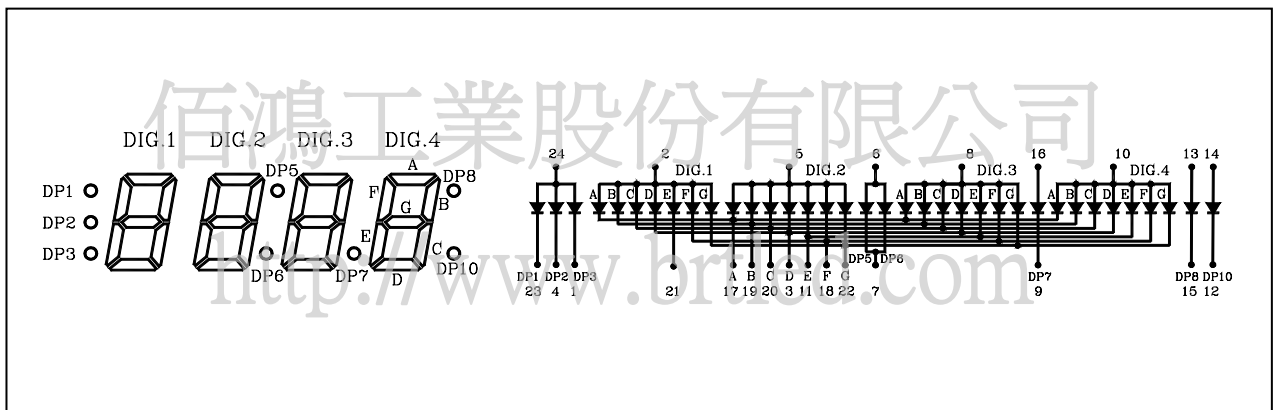 佰鴻工業股份有限公司
http://www.brtled.com
DIG.1 DIG.2 DIG.3 DIG.4
A
DP5 DP8
DP1 F B
G
DP2
E
DP3 C
DP6 DP7 DP10
D
24 2 5 6 8 16 10 13 14
DIG.1 DIG.2 DIG.3 DIG.4
A B C D E F G A B C D E F G A B C D E F G
DP5 DP6
DP1 DP2 DP3 A B C D E F G DP7 DP8 DP10
23 4 1 21 17 19 20 3 11 18 22 7 9 15 12